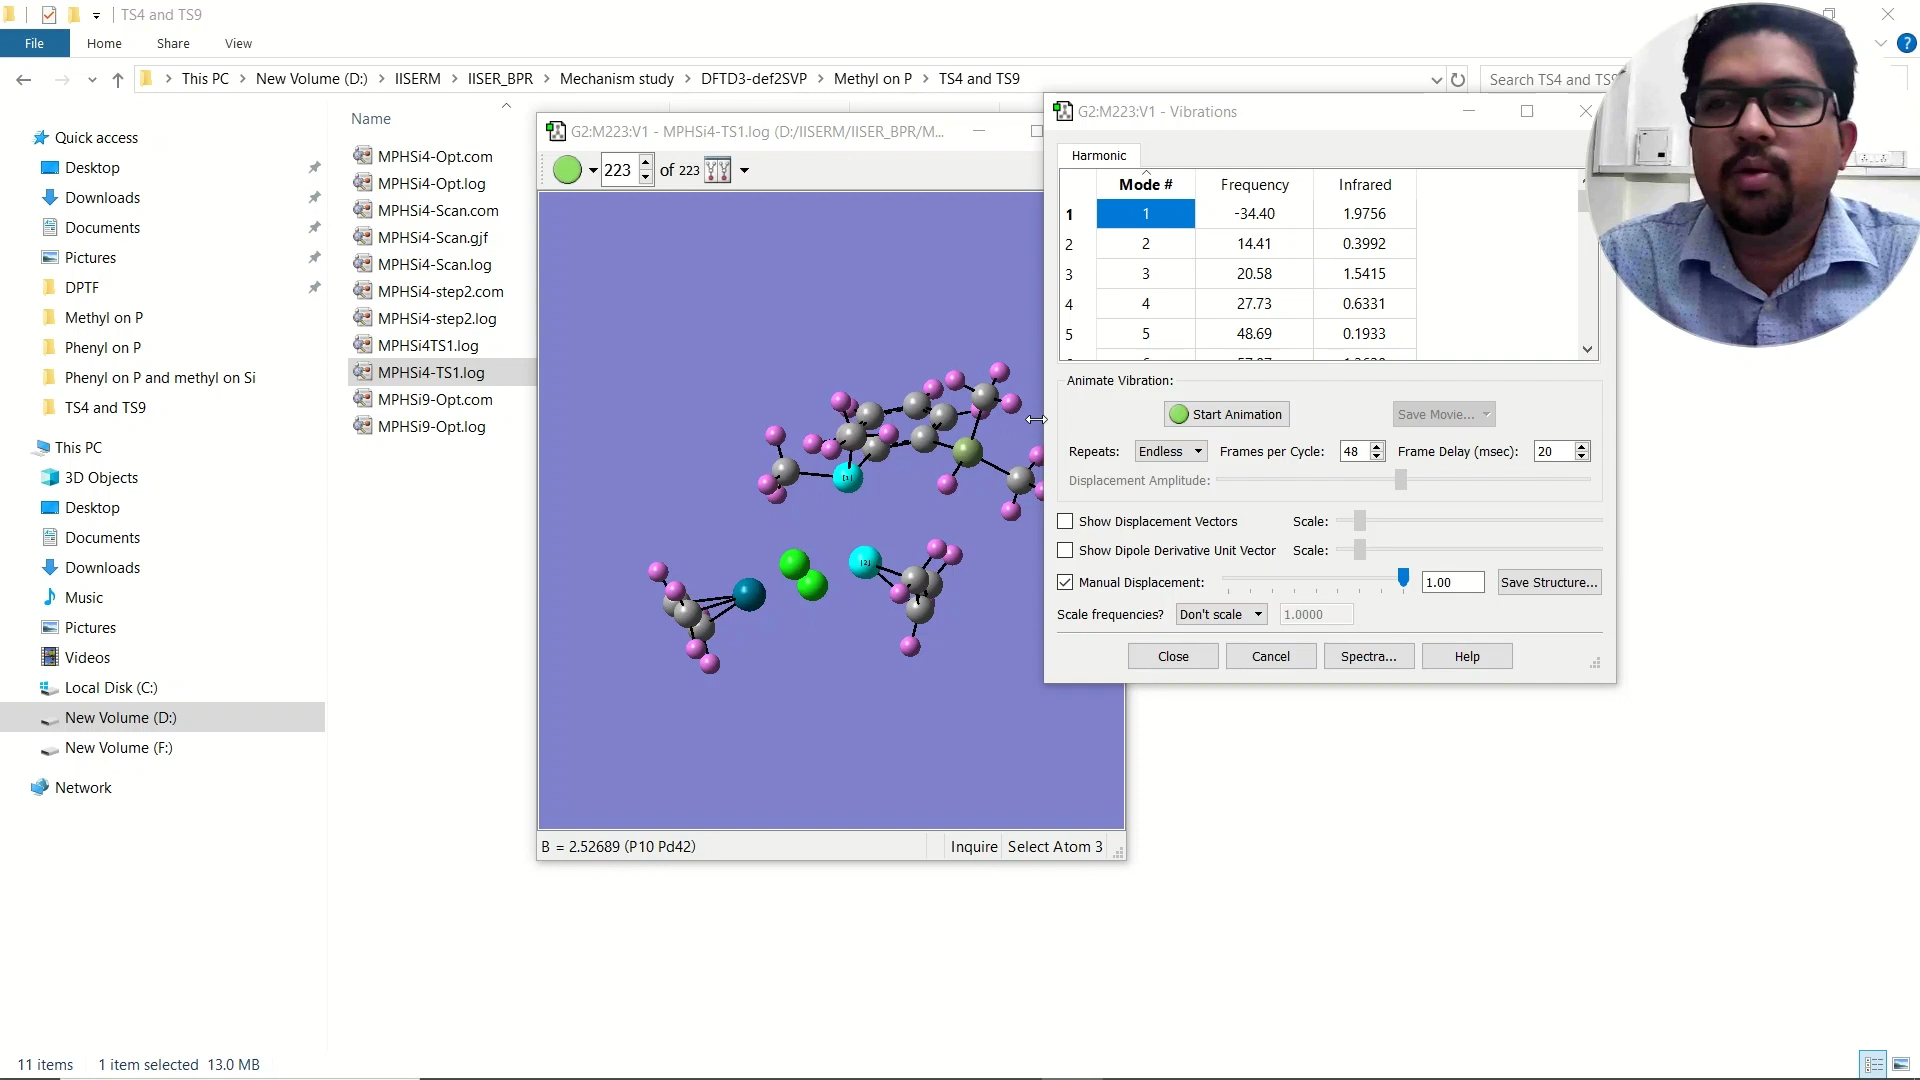 TS4 and TS9
File
Home
Share
View
This PC
New Volume (D:)
IISERM
IISER_BPR
Mechanism study
DFTD3-def2SVP
Methyl on P
TS4 and TS9
Search TS4 and TS9
Quick access
Desktop
Downloads
Documents
Pictures
DPTF
Methyl on P
Phenyl on P
Phenyl on P and methyl on Si
TS4 and TS9
This PC
3D Objects
Desktop
Documents
Downloads
Music
Pictures
Videos
Local Disk (C:)
New Volume (D:)
New Volume (F:)
Network
Name
MPHSi4-Opt.com
MPHSi4-Opt.log
MPHSi4-Scan.com
MPHSi4-Scan.gjf
MPHSi4-Scan.log
MPHSi4-step2.com
MPHSi4-step2.log
MPHSi4TS1.log
MPHSi4-TS1.log
MPHSi9-Opt.com
MPHSi9-Opt.log
G2:M223:V1 - MPHSi4-TS1.log (D:/IISERM/IISER_BPR/M...
223 of 223
[1]
[2]
B = 2.52689 (P10 Pd42)
Inquire
Select Atom 3
G2:M223:V1 - Vibrations
Harmonic
Mode # Frequency Infrared
1 1 -34.40 1.9756
2 2 14.41 0.3992
3 3 20.58 1.5415
4 4 27.73 0.6331
5 5 48.69 0.1933
Animate Vibration:
Start Animation
Save Movie...
Repeats: Endless Frames per Cycle: 48 Frame Delay (msec): 20
Displacement Amplitude:
Show Displacement Vectors Scale:
Show Dipole Derivative Unit Vector Scale:
Manual Displacement: 1.00 Save Structure...
Scale frequencies? Don't scale 1.0000
Close Cancel Spectra... Help
11 items 1 item selected 13.0 MB